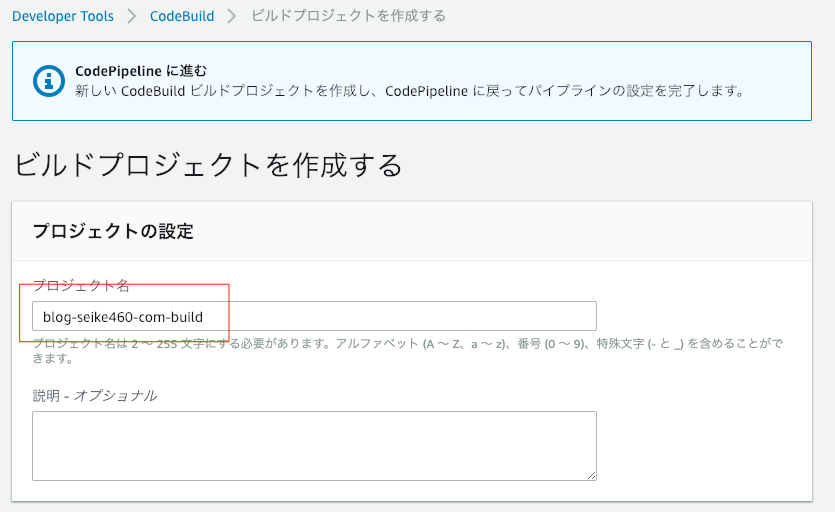 Developer Tools > CodeBuild > ビルドプロジェクトを作成する
CodePipeline に進む
新しい CodeBuild ビルドプロジェクトを作成し、CodePipeline に戻ってパイプラインの設定を完了します。
ビルドプロジェクトを作成する
プロジェクトの設定
プロジェクト名
blog-seike460-com-build
プロジェクト名は 2 〜 255 文字にする必要があります。アルファベット (A 〜 Z、a 〜 z)、番号 (0 〜 9)、特殊文字 (- と _) を含めることがで
きます。
説明 - オプショナル